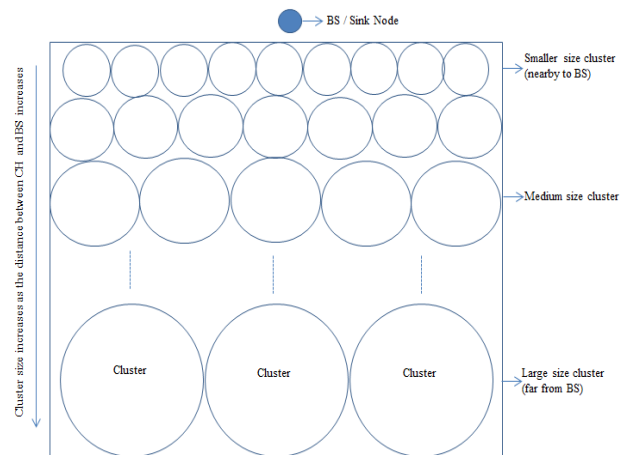 BS / Sink Node
Smaller size cluster
(nearby to BS)
Cluster size increases as the distance between CH and BS increases
Medium size cluster
Cluster
Cluster
Cluster
Large size cluster
(far from BS)